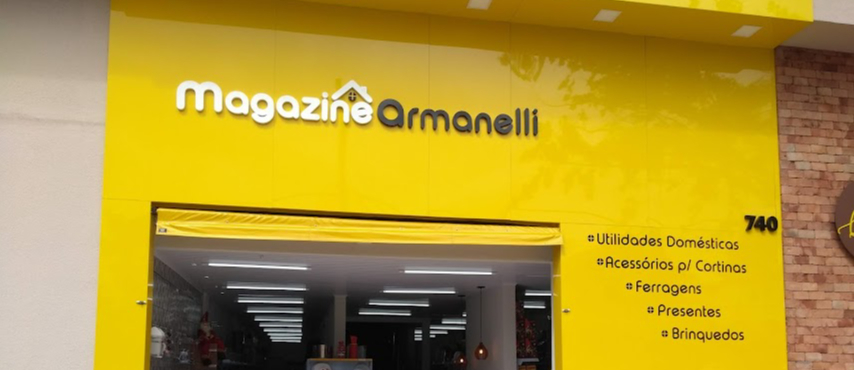 Magazine Armanelli
740
Utilidades Domésticas
Acessórios p/ Cortinas
Ferragens
Presentes
Brinquedos